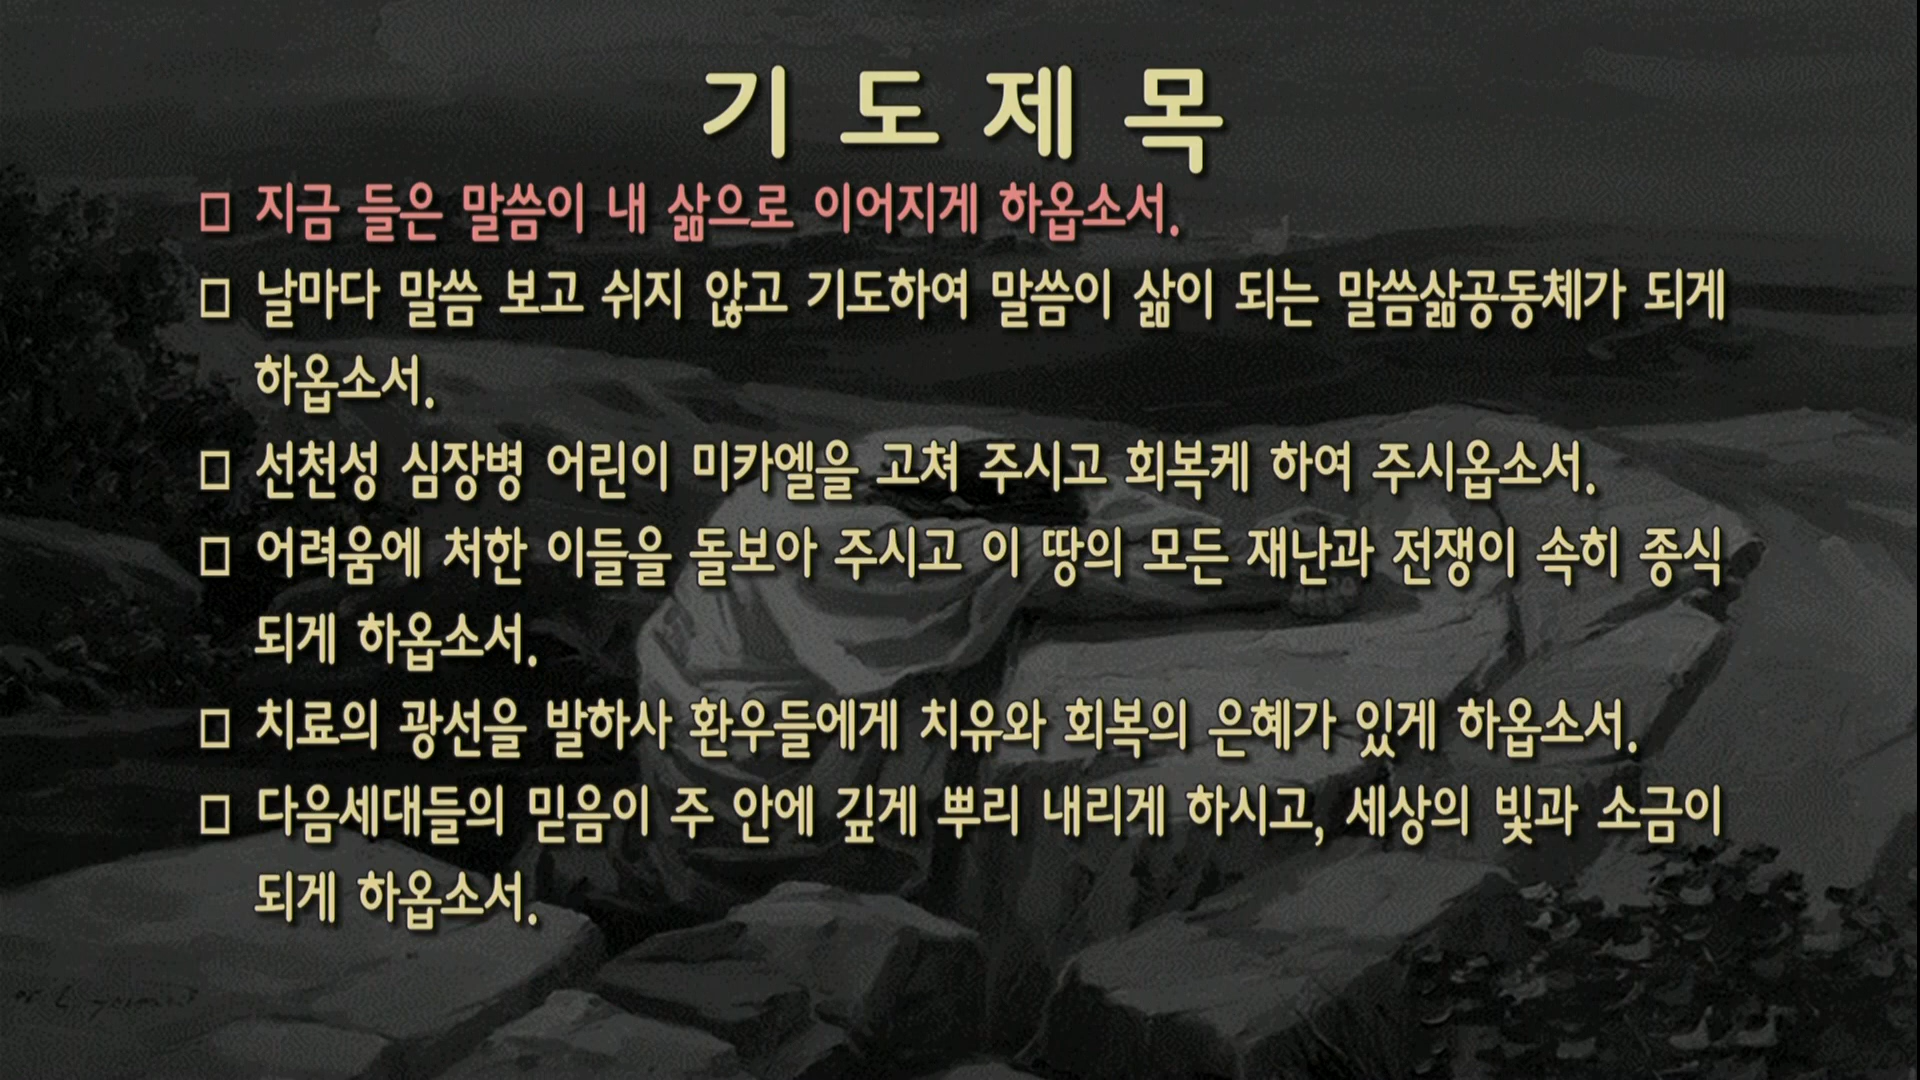 기 도 제 목
□ 지금 들은 말씀이 내 삶으로 이어지게 하옵소서.
□ 날마다 말씀 보고 쉬지 않고 기도하여 말씀이 삶이 되는 말씀삶공동체가 되게
하옵소서.
□ 선천성 심장병 어린이 미카엘을 고쳐 주시고 회복케 하여 주시옵소서.
□ 어려움에 처한 이들을 돌보아 주시고 이 땅의 모든 재난과 전쟁이 속히 종식
되게 하옵소서.
□ 치료의 광선을 발하사 환우들에게 치유와 회복의 은혜가 있게 하옵소서.
□ 다음세대들의 믿음이 주 안에 깊게 뿌리 내리게 하시고, 세상의 빛과 소금이
되게 하옵소서.